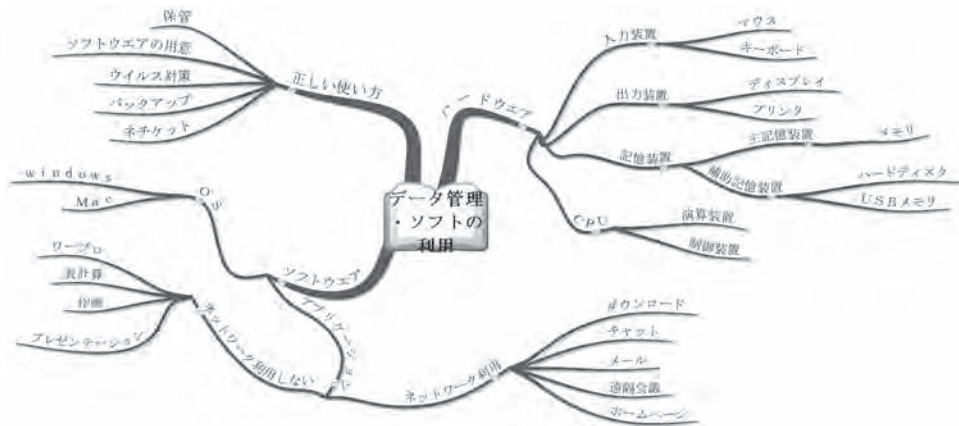 データ管理
・ソフトの
利用
正しい使い方
保管
ソフトウエアの用意
ウイルス対策
バックアップ
ネチケット
ハードウエア
入力装置
マウス
キーボード
出力装置
ディスプレイ
プリンタ
記憶装置
主記憶装置
メモリ
補助記憶装置
ハードディスク
USBメモリ
CPU
演算装置
制御装置
ソフトウエア
OS
windows
Mac
アプリケーション
ネットワーク利用しない
ワープロ
表計算
作画
プレゼンテーション
ネットワーク利用
ダウンロード
チャット
メール
遠隔会議
ホームページ